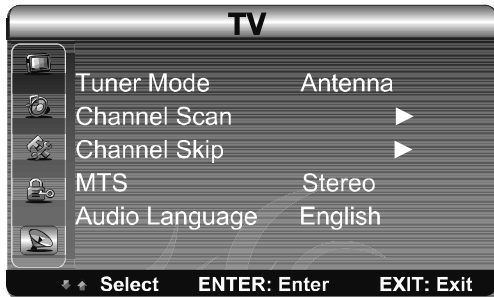 TV
Tuner Mode Antenna
Channel Scan ▶
Channel Skip ▶
MTS Stereo
Audio Language English
Select ENTER: Enter EXIT: Exit